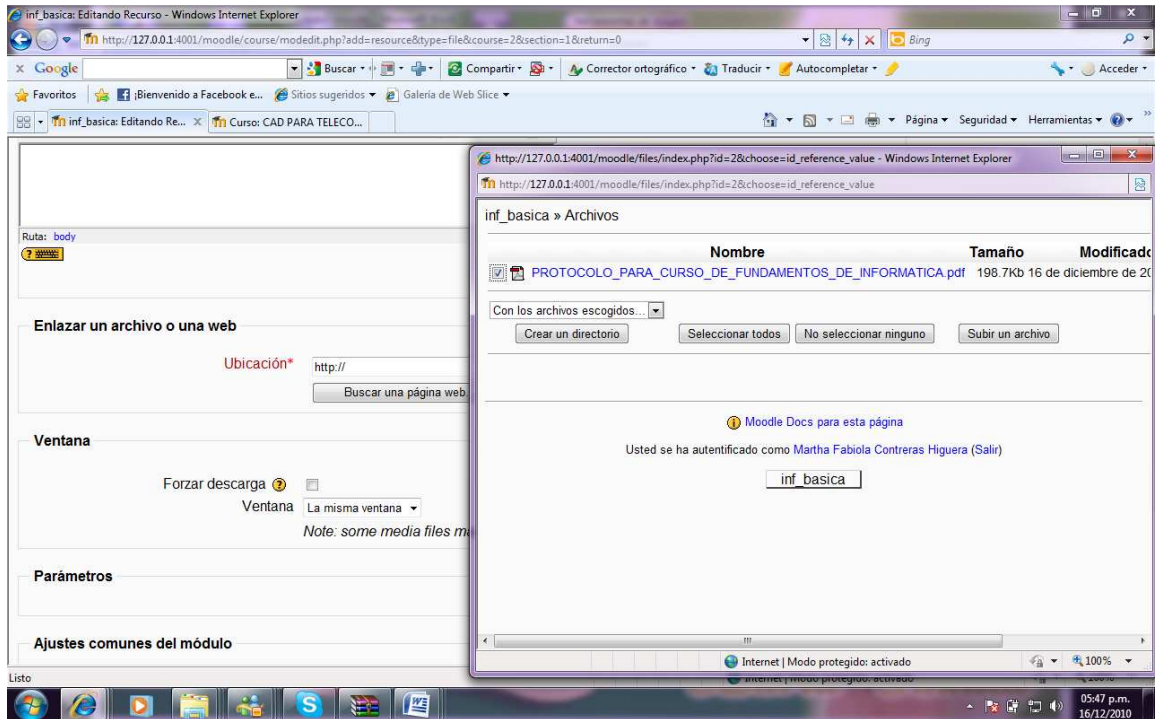 inf_basica: Editando Recurso - Windows Internet Explorer
http://127.0.0.1:4001/moodle/course/modedit.php?add=resource&type=file&course=2&section=1&return=0
Bing
x Google
Buscar
Compartir
Corrector ortográfico
Traducir
Autocompletar
Acceder
Favoritos
¡Bienvenido a Facebook e...
Sitios sugeridos
Galería de Web Slice
inf_basica: Editando Re...
Curso: CAD PARA TELECO...
Página
Seguridad
Herramientas
Ruta: body
Enlazar un archivo o una web
Ubicación*
http://
Buscar una página web
Ventana
Forzar descarga
Ventana
La misma ventana
Note: some media files
Parámetros
Ajustes comunes del módulo
Listo
http://127.0.0.1:4001/moodle/files/index.php?id=2&choose=id_reference_value - Windows Internet Explorer
http://127.0.0.1:4001/moodle/files/index.php?id=2&choose=id_reference_value
inf_basica » Archivos
Nombre Tamaño Modificado
PROTOCOLO_PARA_CURSO_DE_FUNDAMENTOS_DE_INFORMATICA.pdf 198.7Kb 16 de diciembre de 20
Con los archivos escogidos...
Crear un directorio
Seleccionar todos
No seleccionar ninguno
Subir un archivo
Moodle Docs para esta página
Usted se ha autentificado como Martha Fabiola Contreras Higuera (Salir)
inf_basica
Internet | Modo protegido: activado
100%
05:47 p.m.
16/12/2010